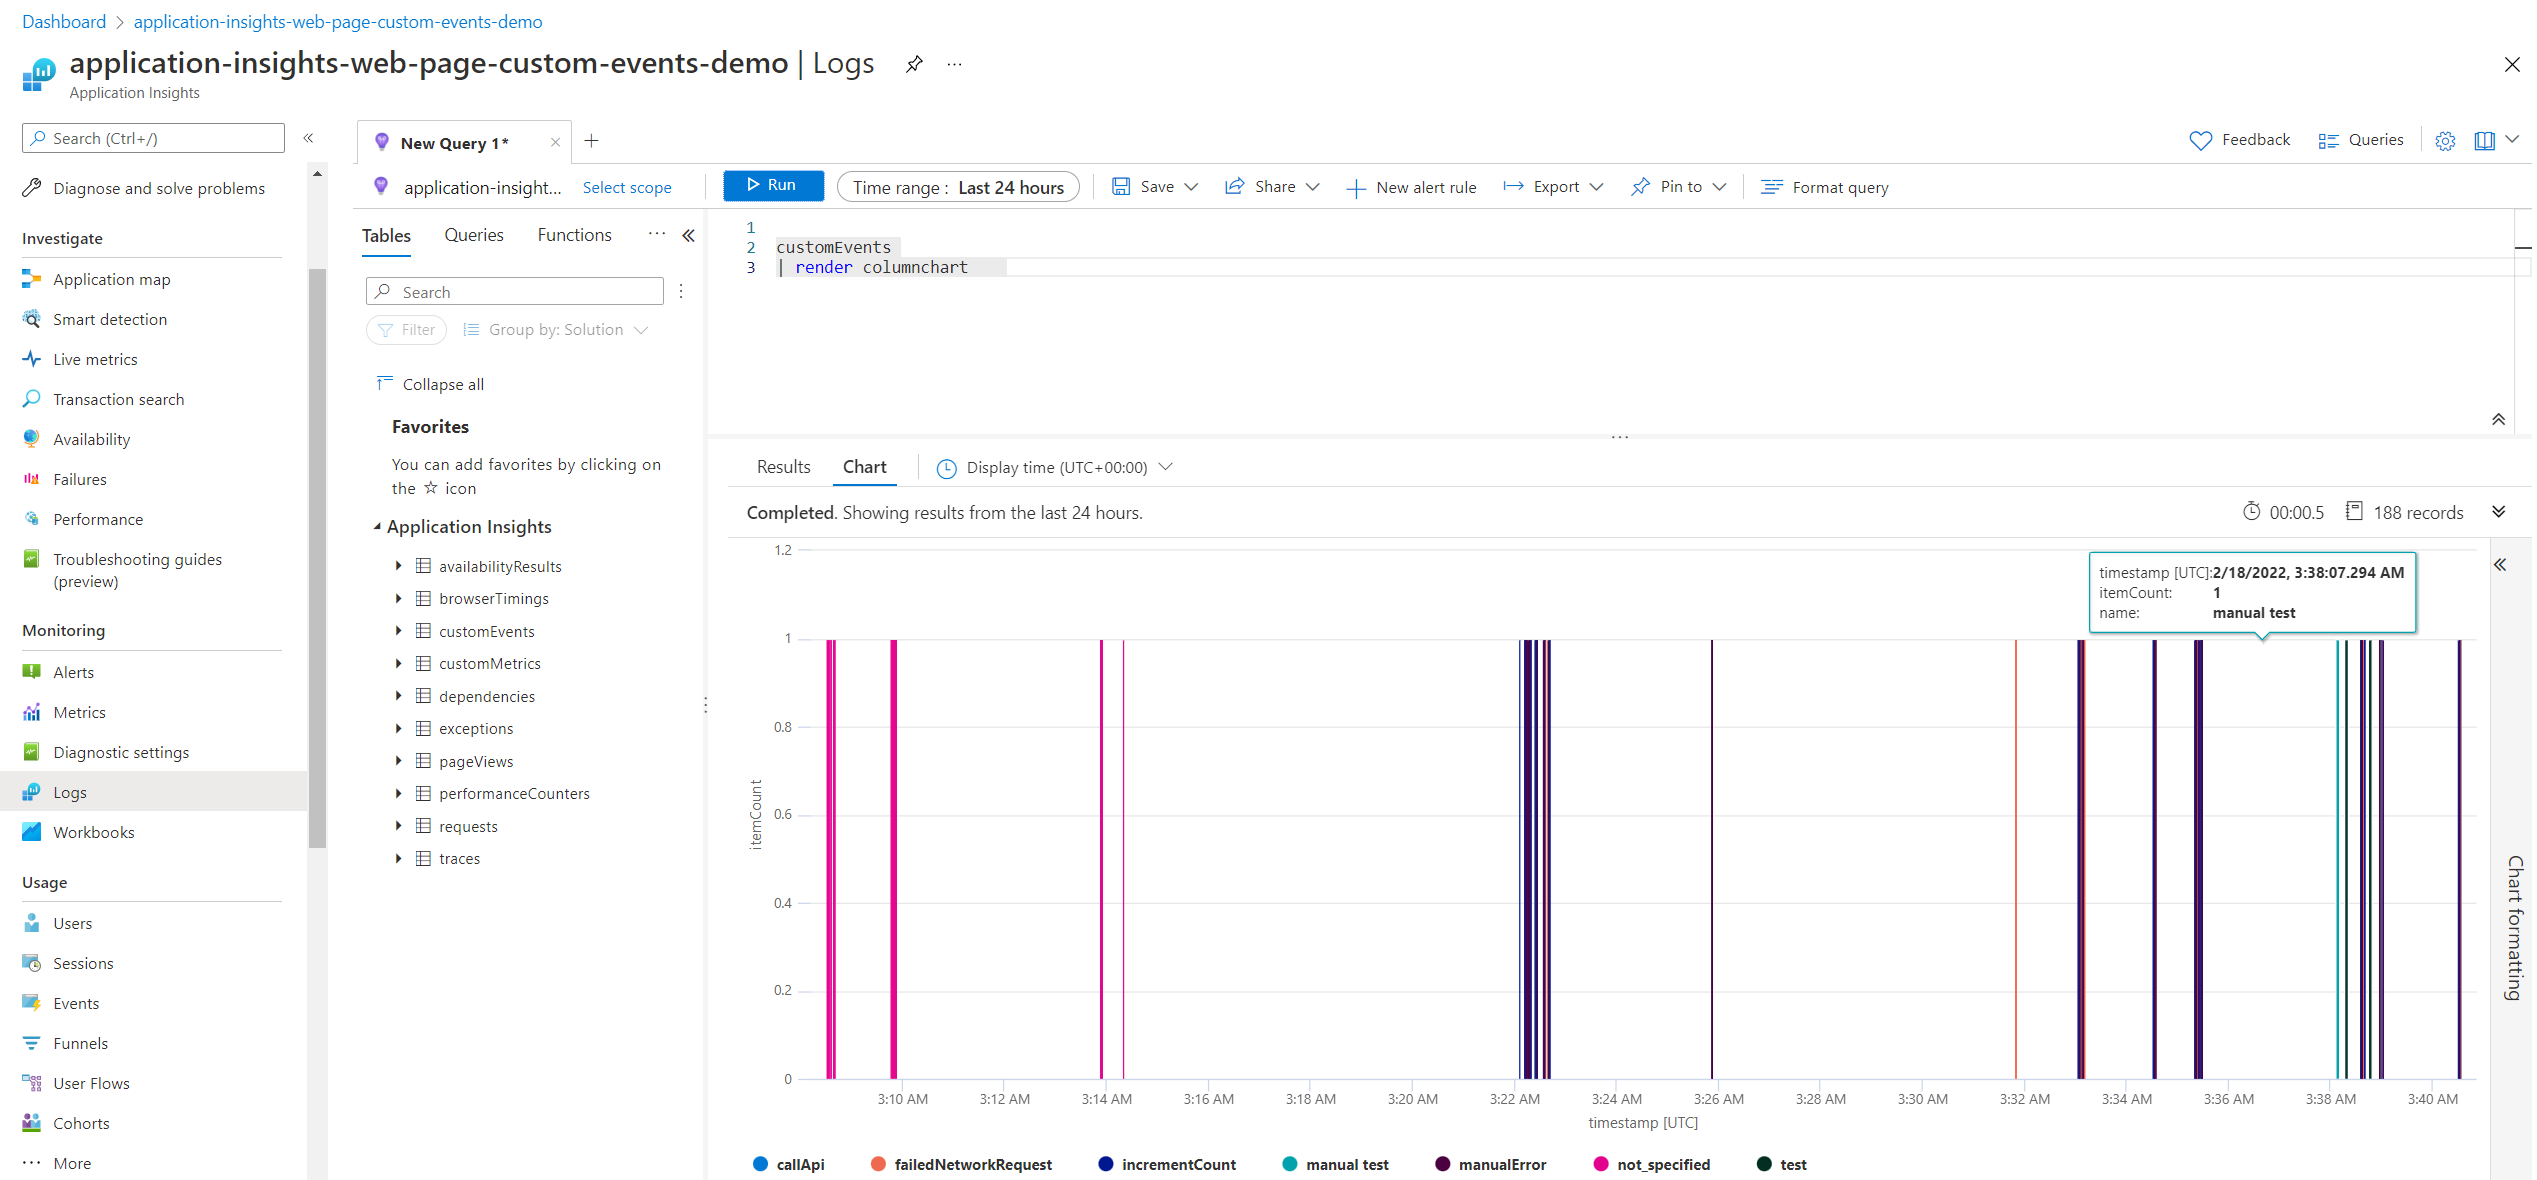 Dashboard > application-insights-web-page-custom-events-demo
application-insights-web-page-custom-events-demo | Logs
Application Insights
Search (Ctrl+/)
Diagnose and solve problems
Investigate
Application map
Smart detection
Live metrics
Transaction search
Availability
Failures
Performance
Troubleshooting guides
(preview)
Monitoring
Alerts
Metrics
Diagnostic settings
Logs
Workbooks
Usage
Users
Sessions
Events
Funnels
User Flows
Cohorts
More
New Query 1*
Feedback
Queries
application-insight...
Select scope
Run
Time range : Last 24 hours
Save
Share
New alert rule
Export
Pin to
Format query
Tables
Queries
Functions
Search
Filter
Group by: Solution
Collapse all
Favorites
You can add favorites by clicking on
the ☆ icon
Application Insights
availabilityResults
browserTimings
customEvents
customMetrics
dependencies
exceptions
pageViews
performanceCounters
requests
traces
1
2 customEvents
3 | render columnchart
Results
Chart
Display time (UTC+00:00)
Completed. Showing results from the last 24 hours.
00:00.5
188 records
timestamp [UTC]:2/18/2022, 3:38:07.294 AM
itemCount: 1
name: manual test
1.2
1
0.8
0.6
0.4
0.2
0
itemCount
3:10 AM 3:12 AM 3:14 AM 3:16 AM 3:18 AM 3:20 AM 3:22 AM 3:24 AM 3:26 AM 3:28 AM 3:30 AM 3:32 AM 3:34 AM 3:36 AM 3:38 AM 3:40 AM
timestamp [UTC]
callApi failedNetworkRequest incrementCount manual test manualError not_specified test
Chart formatting